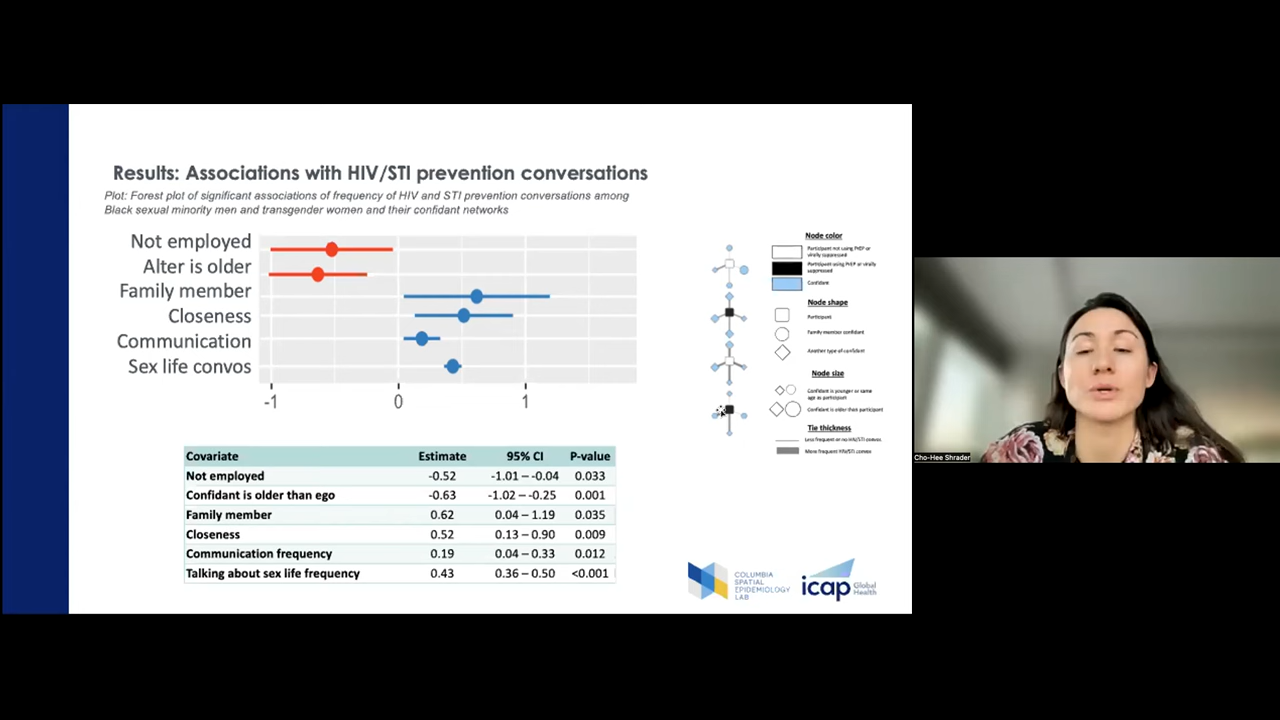 Results: Associations with HIV/STI prevention conversations
Plot: Forest plot of significant associations of frequency of HIV and STI prevention conversations among
Black sexual minority men and transgender women and their confidant networks
Not employed
Alter is older
Family member
Closeness
Communication
Sex life convos
-1 0 1
Covariate Estimate 95% CI P-value
Not employed -0.52 -1.01 – -0.04 0.033
Confidant is older than ego -0.63 -1.02 – -0.25 0.001
Family member 0.62 0.04 – 1.19 0.035
Closeness 0.52 0.13 – 0.90 0.009
Communication frequency 0.19 0.04 – 0.33 0.012
Talking about sex life frequency 0.43 0.36 – 0.50 <0.001
Node color
Participant not using PrEP or
virally suppressed
Participant using PrEP or virally
suppressed
Confidant
Node shape
Participant
Family member confidant
Another type of confidant
Node size
Confidant is younger or same
age as participant
Confidant is older than participant
Tie thickness
Less frequent or no HIV/STI convos
More frequent HIV/STI convos
COLUMBIA
SPATIAL
EPIDEMIOLOGY
LAB
icap Global
Health
Cho-Hee Shrader